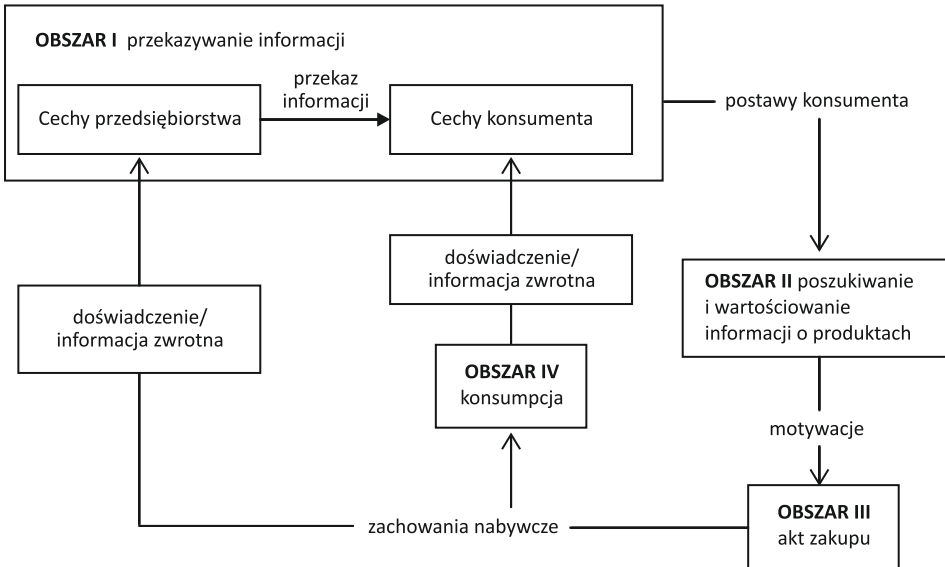 OBSZAR I przekazywanie informacji
przekaz
informacji
Cechy przedsiębiorstwa
Cechy konsumenta
postawy konsumenta
doświadczenie/
informacja zwrotna
OBSZAR II poszukiwanie
i wartościowanie
informacji o produktach
doświadczenie/
informacja zwrotna
OBSZAR IV
konsumpcja
motywacje
OBSZAR III
akt zakupu
zachowania nabywcze